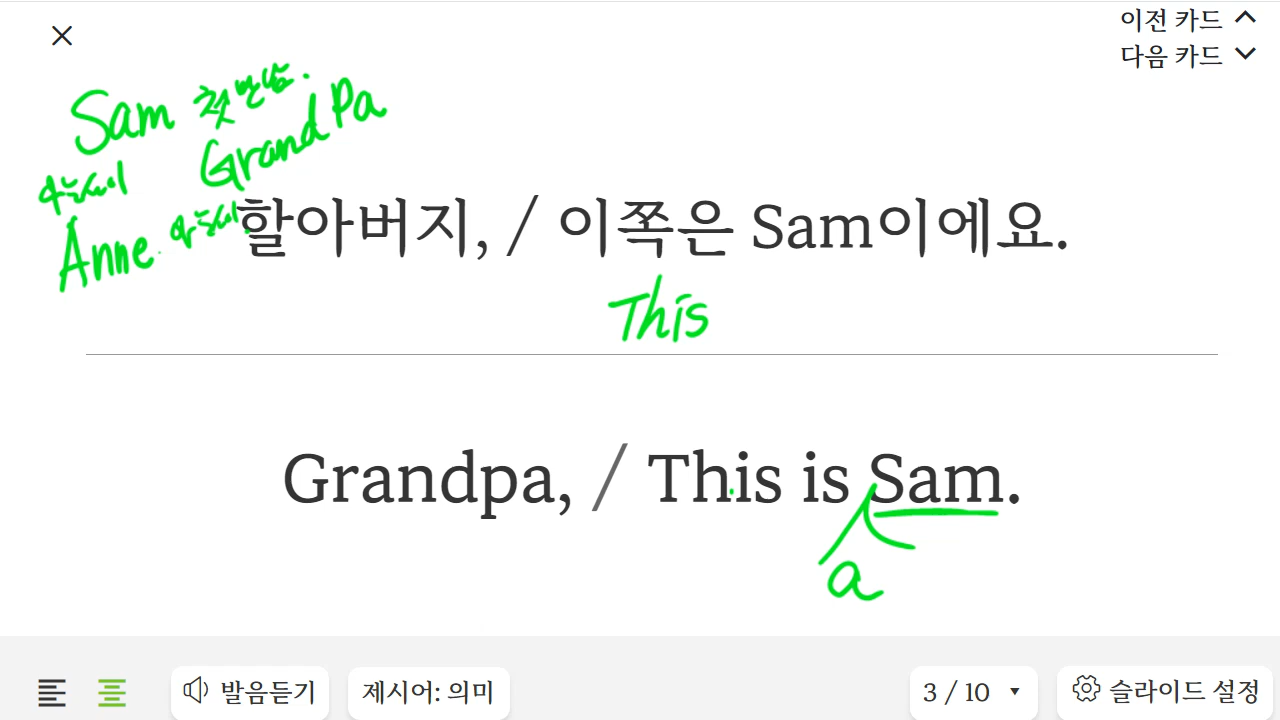 이전 카드
다음 카드
Sam 첫 만남.
GrandPa
Anne.
할아버지, / 이쪽은 Sam이에요.
This
Grandpa, / This is Sam.
a
발음듣기
제시어: 의미
3 / 10
슬라이드 설정